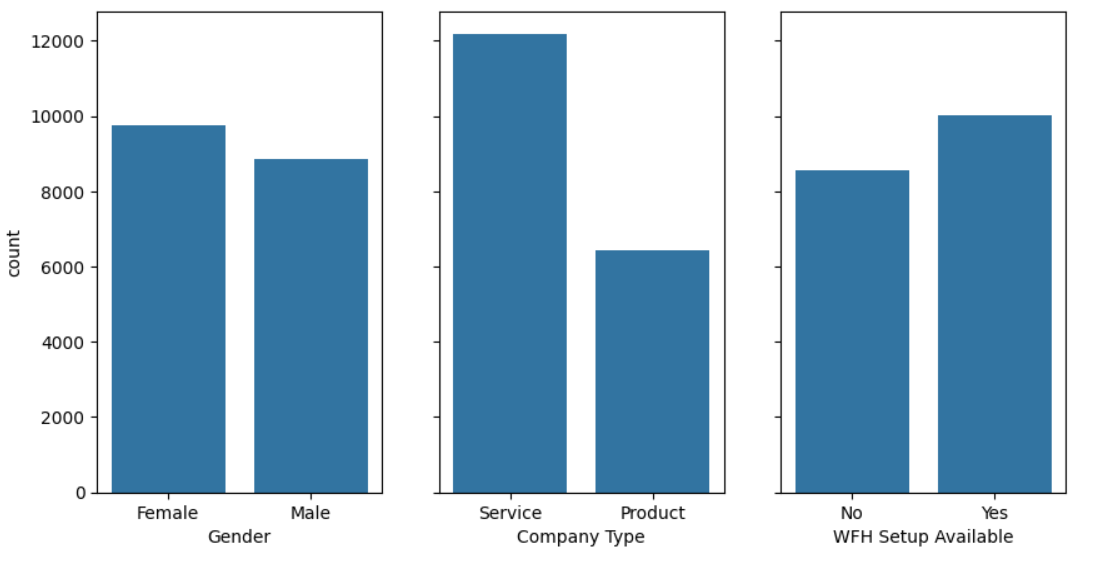 12000
10000
8000
6000
4000
2000
0
count
Female Male
Gender
Service Product
Company Type
No Yes
WFH Setup Available